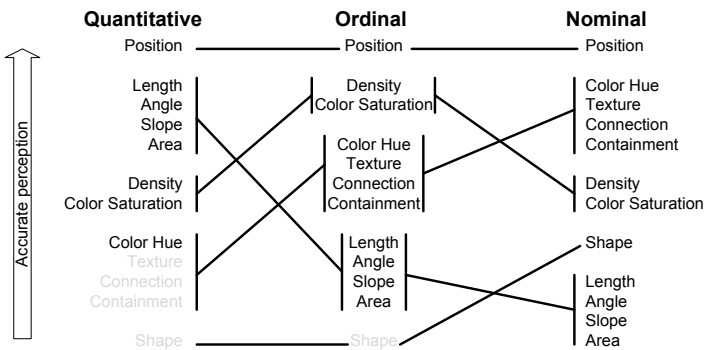 Quantitative
Ordinal
Nominal
Accurate perception
Position
Length
Angle
Slope
Area
Density
Color Saturation
Color Hue
Texture
Connection
Containment
Shape
Position
Density
Color Saturation
Color Hue
Texture
Connection
Containment
Length
Angle
Slope
Area
Shape
Position
Color Hue
Texture
Connection
Containment
Density
Color Saturation
Shape
Length
Angle
Slope
Area